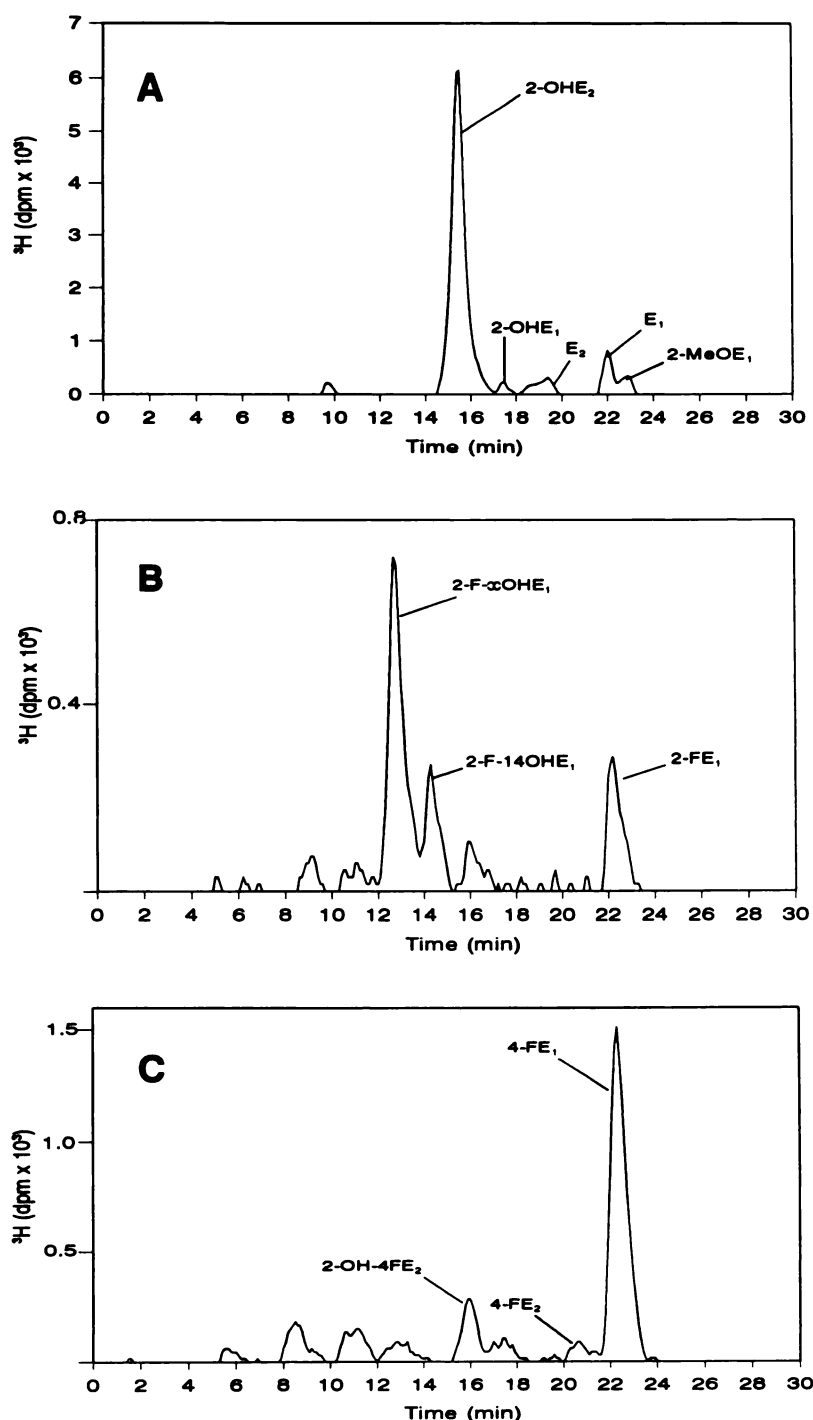 A
³H (dpm x 10³)
7
6
5
4
3
2
1
0
2-OHE₂
2-OHE₁
E₂
E₁
2-MeOE₁
0 2 4 6 8 10 12 14 16 18 20 22 24 26 28 30
Time (min)
B
³H (dpm x 10³)
0.8
0.4
2-F-xOHE₁
2-F-14OHE₁
2-FE₁
0 2 4 6 8 10 12 14 16 18 20 22 24 26 28 30
Time (min)
C
³H (dpm x 10³)
1.5
1.0
0.5
4-FE₁
2-OH-4FE₂
4-FE₂
0 2 4 6 8 10 12 14 16 18 20 22 24 26 28 30
Time (min)